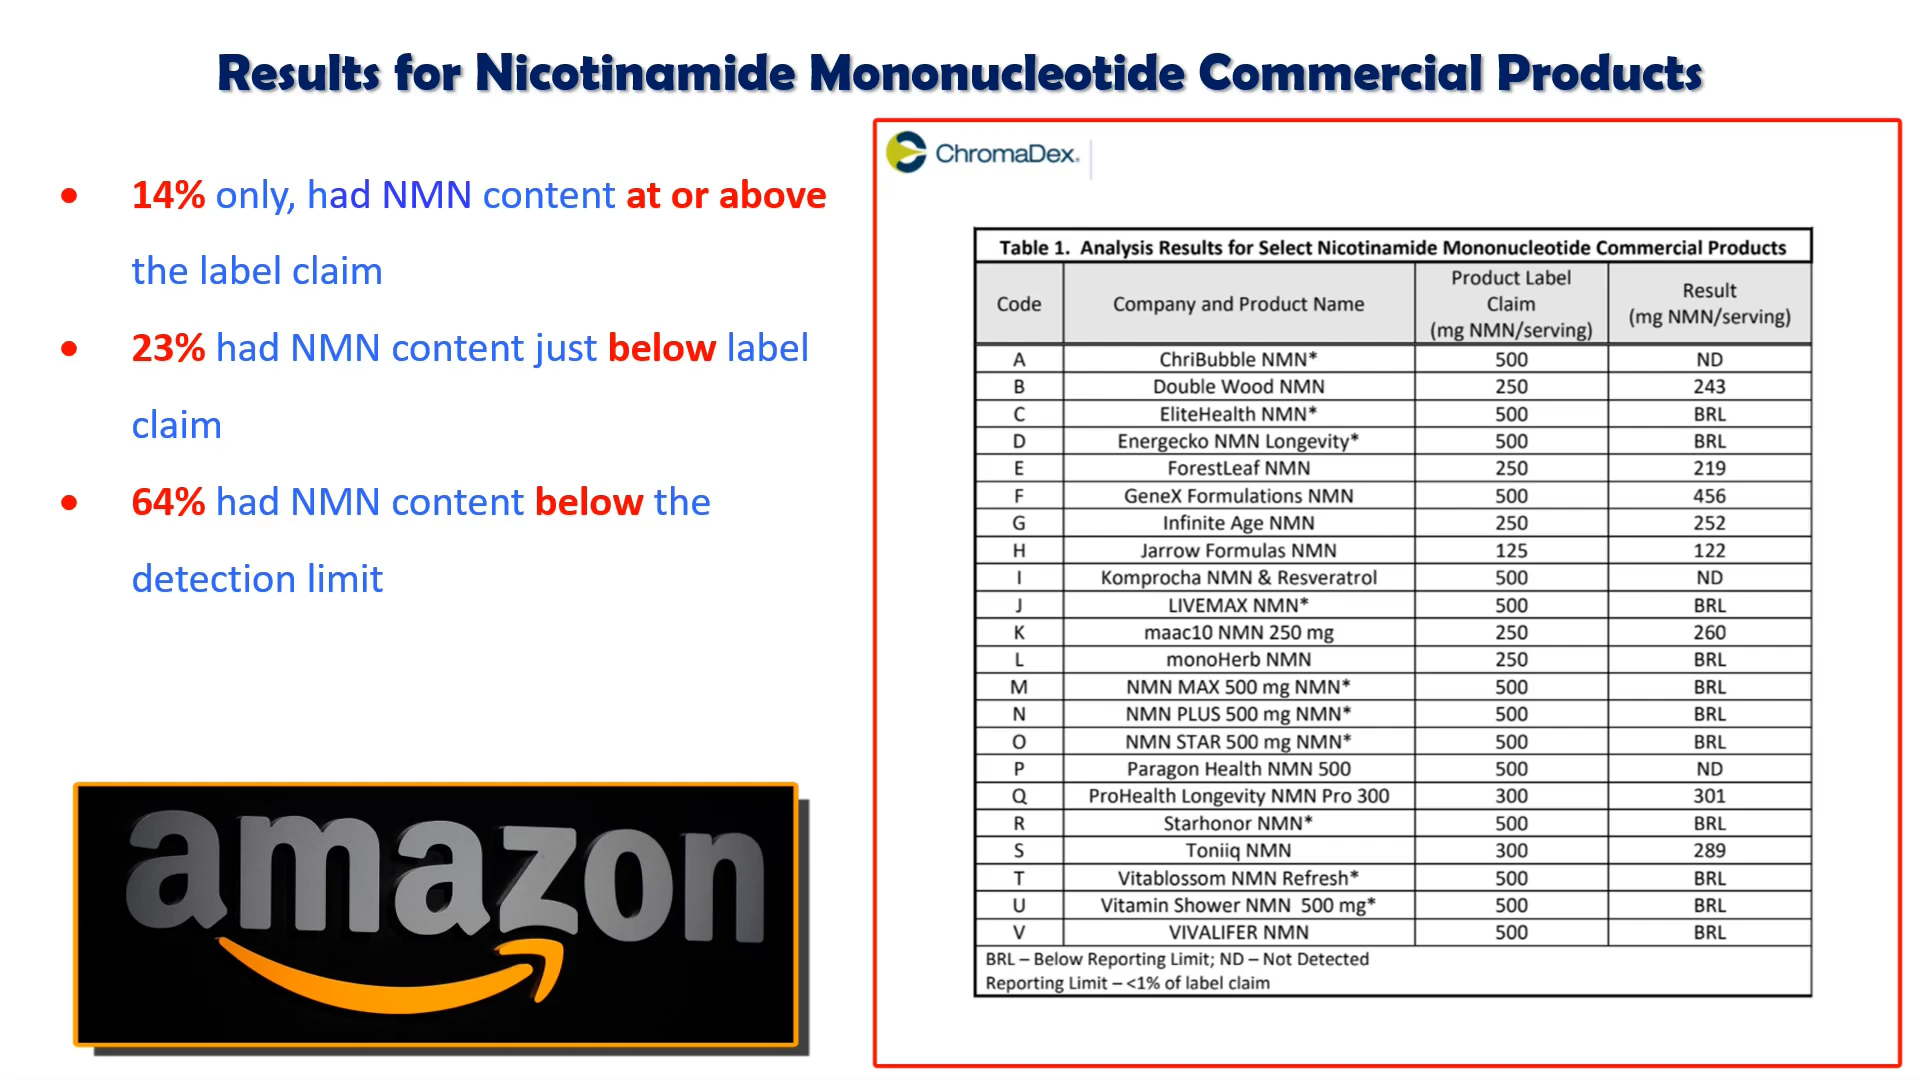 Results for Nicotinamide Mononucleotide Commercial Products
• 14% only, had NMN content at or above
the label claim
• 23% had NMN content just below label
claim
• 64% had NMN content below the
detection limit
amazon
ChromaDex.
Table 1. Analysis Results for Select Nicotinamide Mononucleotide Commercial Products
Code Company and Product Name Product Label Claim (mg NMN/serving) Result (mg NMN/serving)
A ChriBubble NMN* 500 ND
B Double Wood NMN 250 243
C EliteHealth NMN* 500 BRL
D Energecko NMN Longevity* 500 BRL
E ForestLeaf NMN 250 219
F GeneX Formulations NMN 500 456
G Infinite Age NMN 250 252
H Jarrow Formulas NMN 125 122
I Komprocha NMN & Resveratrol 500 ND
J LIVEMAX NMN* 500 BRL
K maac10 NMN 250 mg 250 260
L monoHerb NMN 250 BRL
M NMN MAX 500 mg NMN* 500 BRL
N NMN PLUS 500 mg NMN* 500 BRL
O NMN STAR 500 mg NMN* 500 BRL
P Paragon Health NMN 500 500 ND
Q ProHealth Longevity NMN Pro 300 300 301
R Starhonor NMN* 500 BRL
S Toniiq NMN 300 289
T Vitablossom NMN Refresh* 500 BRL
U Vitamin Shower NMN 500 mg* 500 BRL
V VIVALIFER NMN 500 BRL
BRL – Below Reporting Limit; ND – Not Detected
Reporting Limit – <1% of label claim